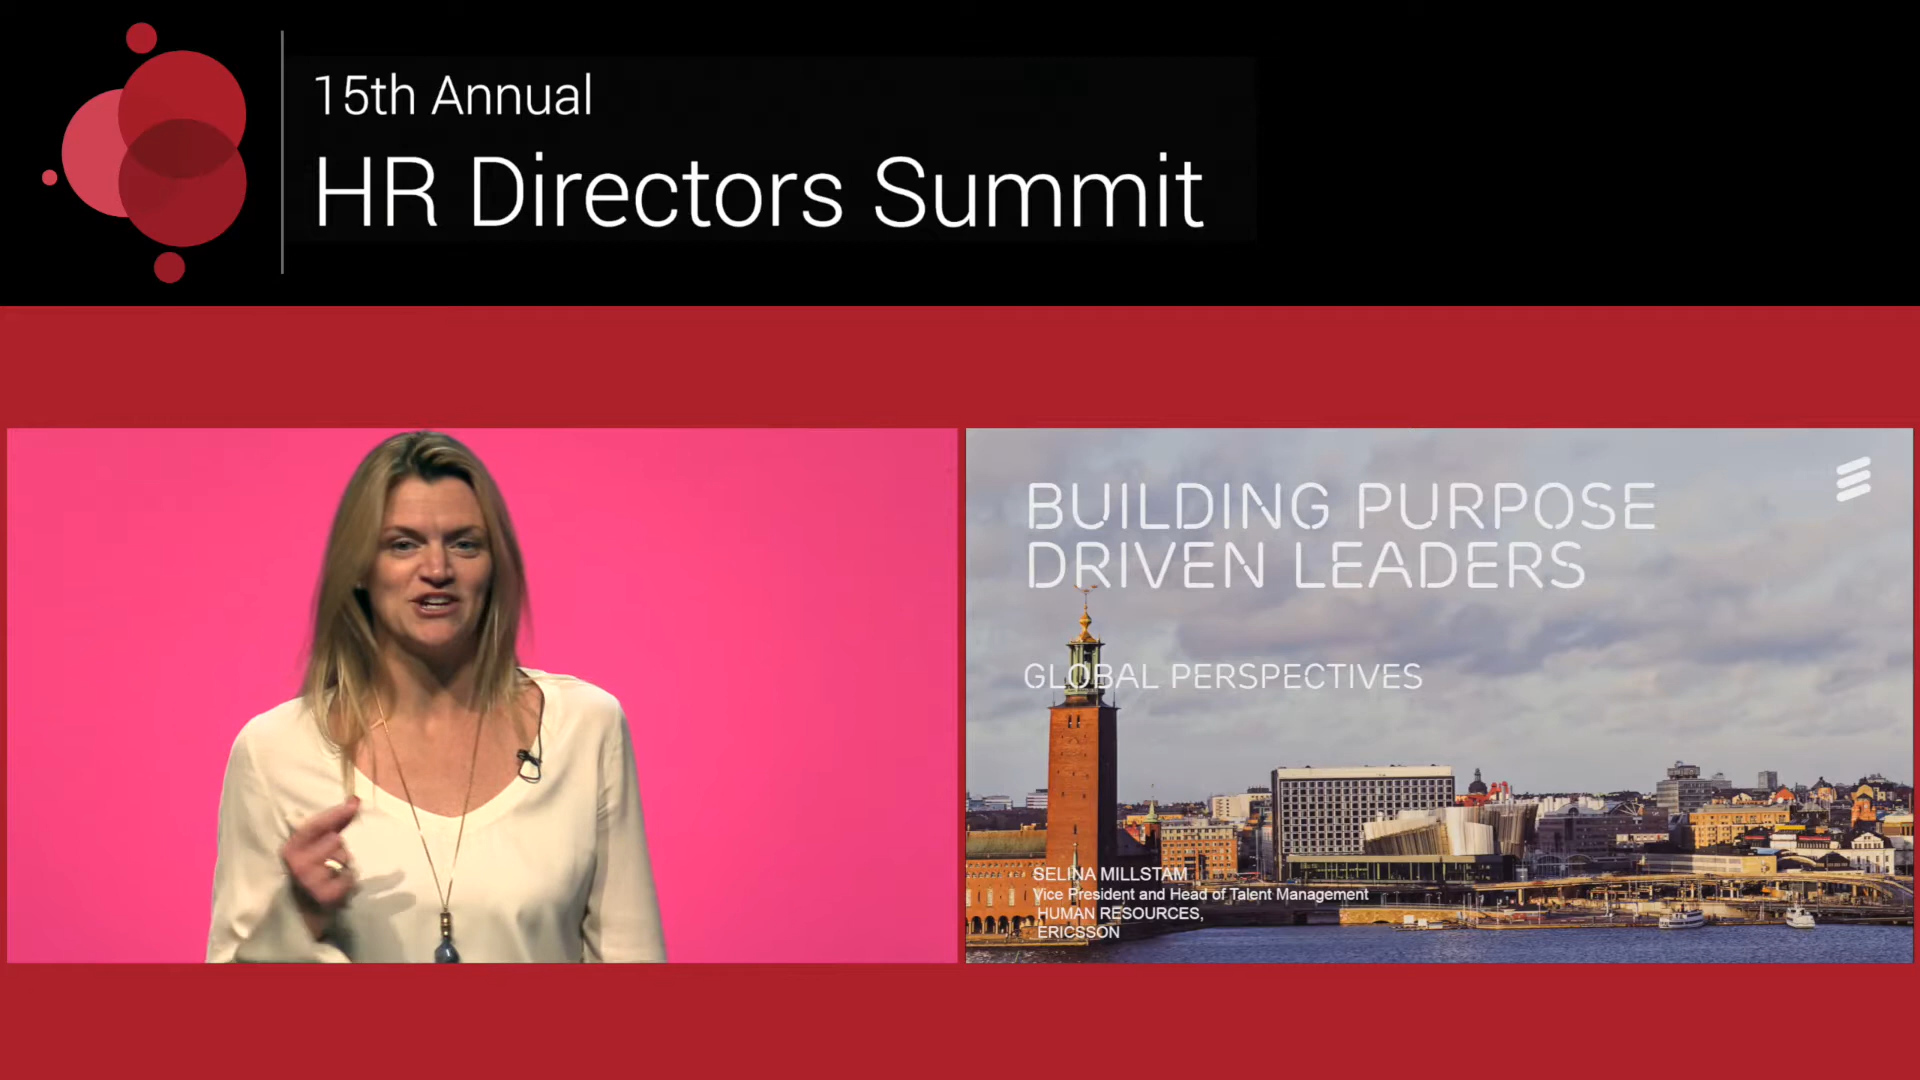 15th Annual
HR Directors Summit
BUILDING PURPOSE
DRIVEN LEADERS
GLOBAL PERSPECTIVES
SELINA MILLSTAM
Vice President and Head of Talent Management
HUMAN RESOURCES,
ERICSSON